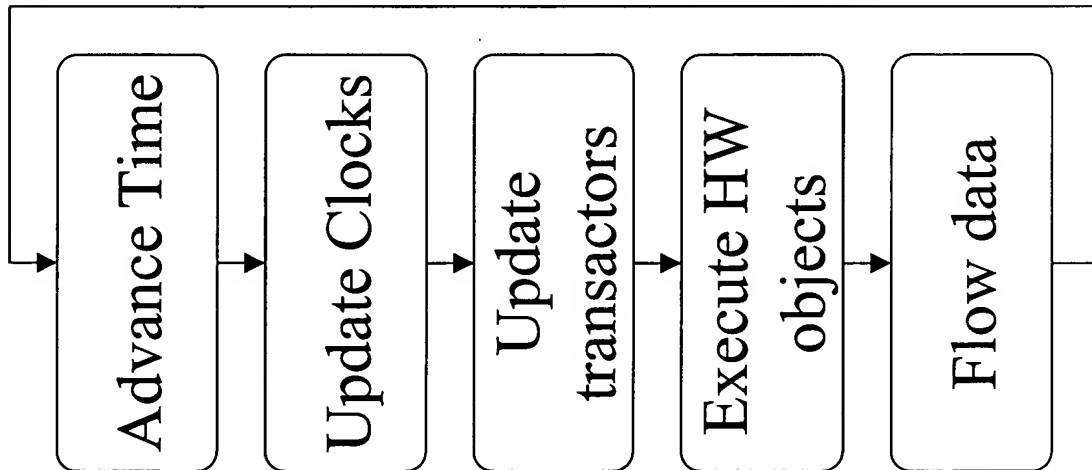 Advance Time
Update Clocks
Update
transactors
Execute HW
objects
Flow data